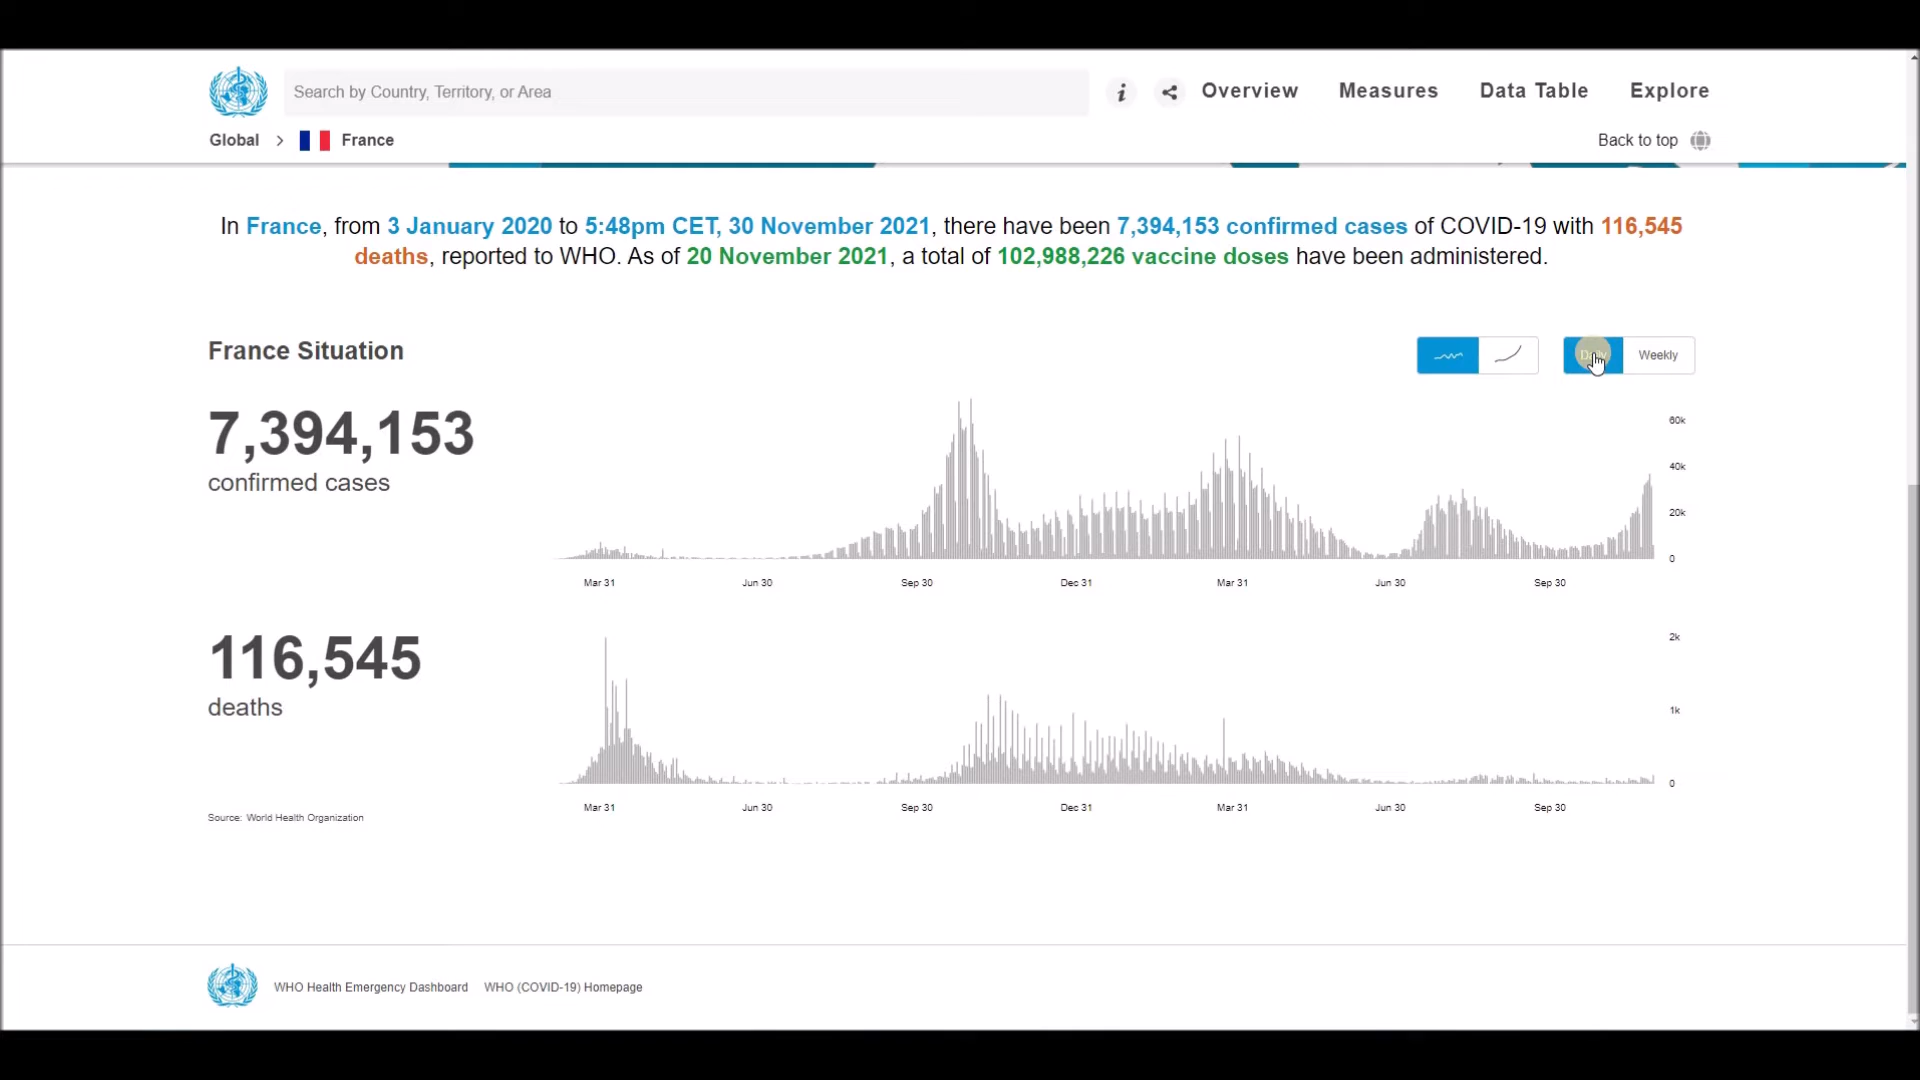 Search by Country, Territory, or Area
i
Overview
Measures
Data Table
Explore
Global > France
Back to top
In France, from 3 January 2020 to 5:48pm CET, 30 November 2021, there have been 7,394,153 confirmed cases of COVID-19 with 116,545
deaths, reported to WHO. As of 20 November 2021, a total of 102,988,226 vaccine doses have been administered.
France Situation
Daily
Weekly
7,394,153
confirmed cases
60k
40k
20k
0
Mar 31
Jun 30
Sep 30
Dec 31
Mar 31
Jun 30
Sep 30
116,545
deaths
2k
1k
0
Mar 31
Jun 30
Sep 30
Dec 31
Mar 31
Jun 30
Sep 30
Source: World Health Organization
WHO Health Emergency Dashboard
WHO (COVID-19) Homepage